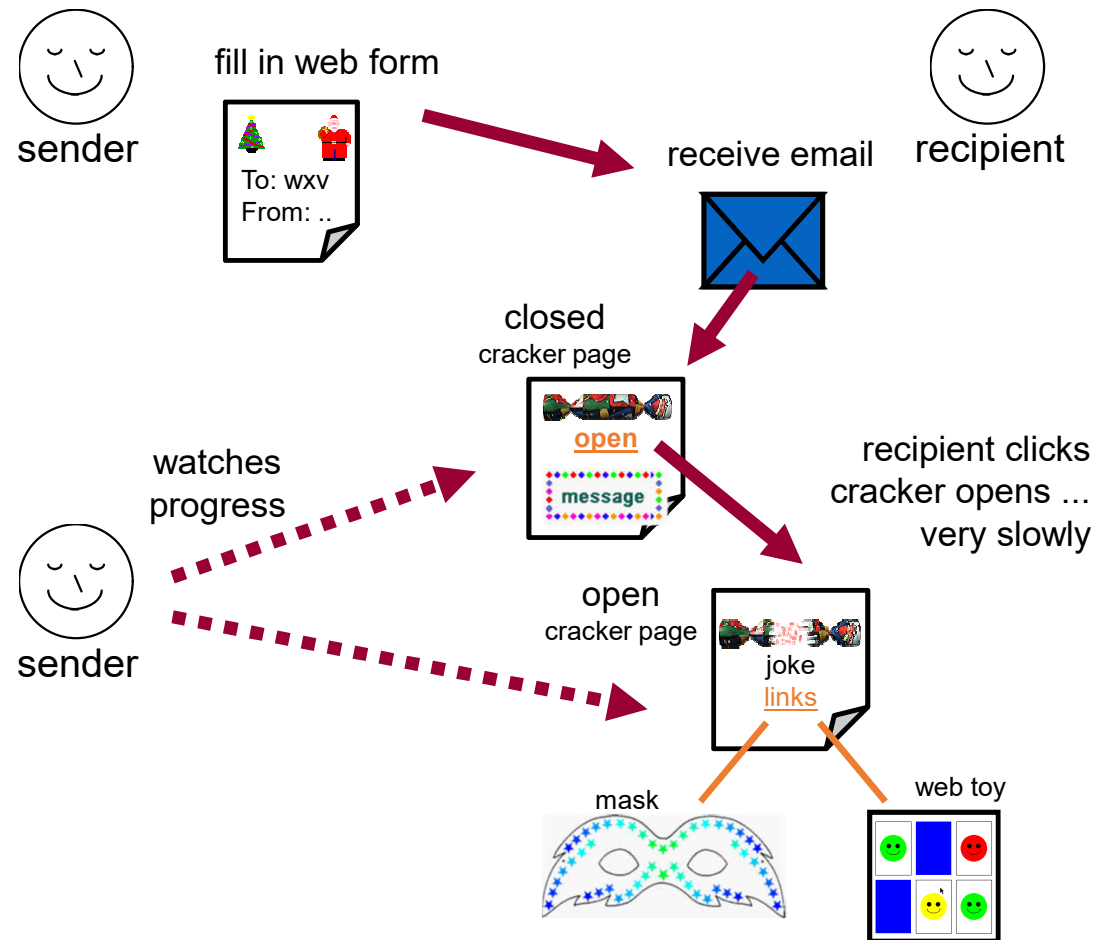 fill in web form
sender
To: wxv
From: ..
receive email
recipient
closed
cracker page
open
message
watches
progress
recipient clicks
cracker opens ...
very slowly
sender
open
cracker page
joke
links
mask
web toy